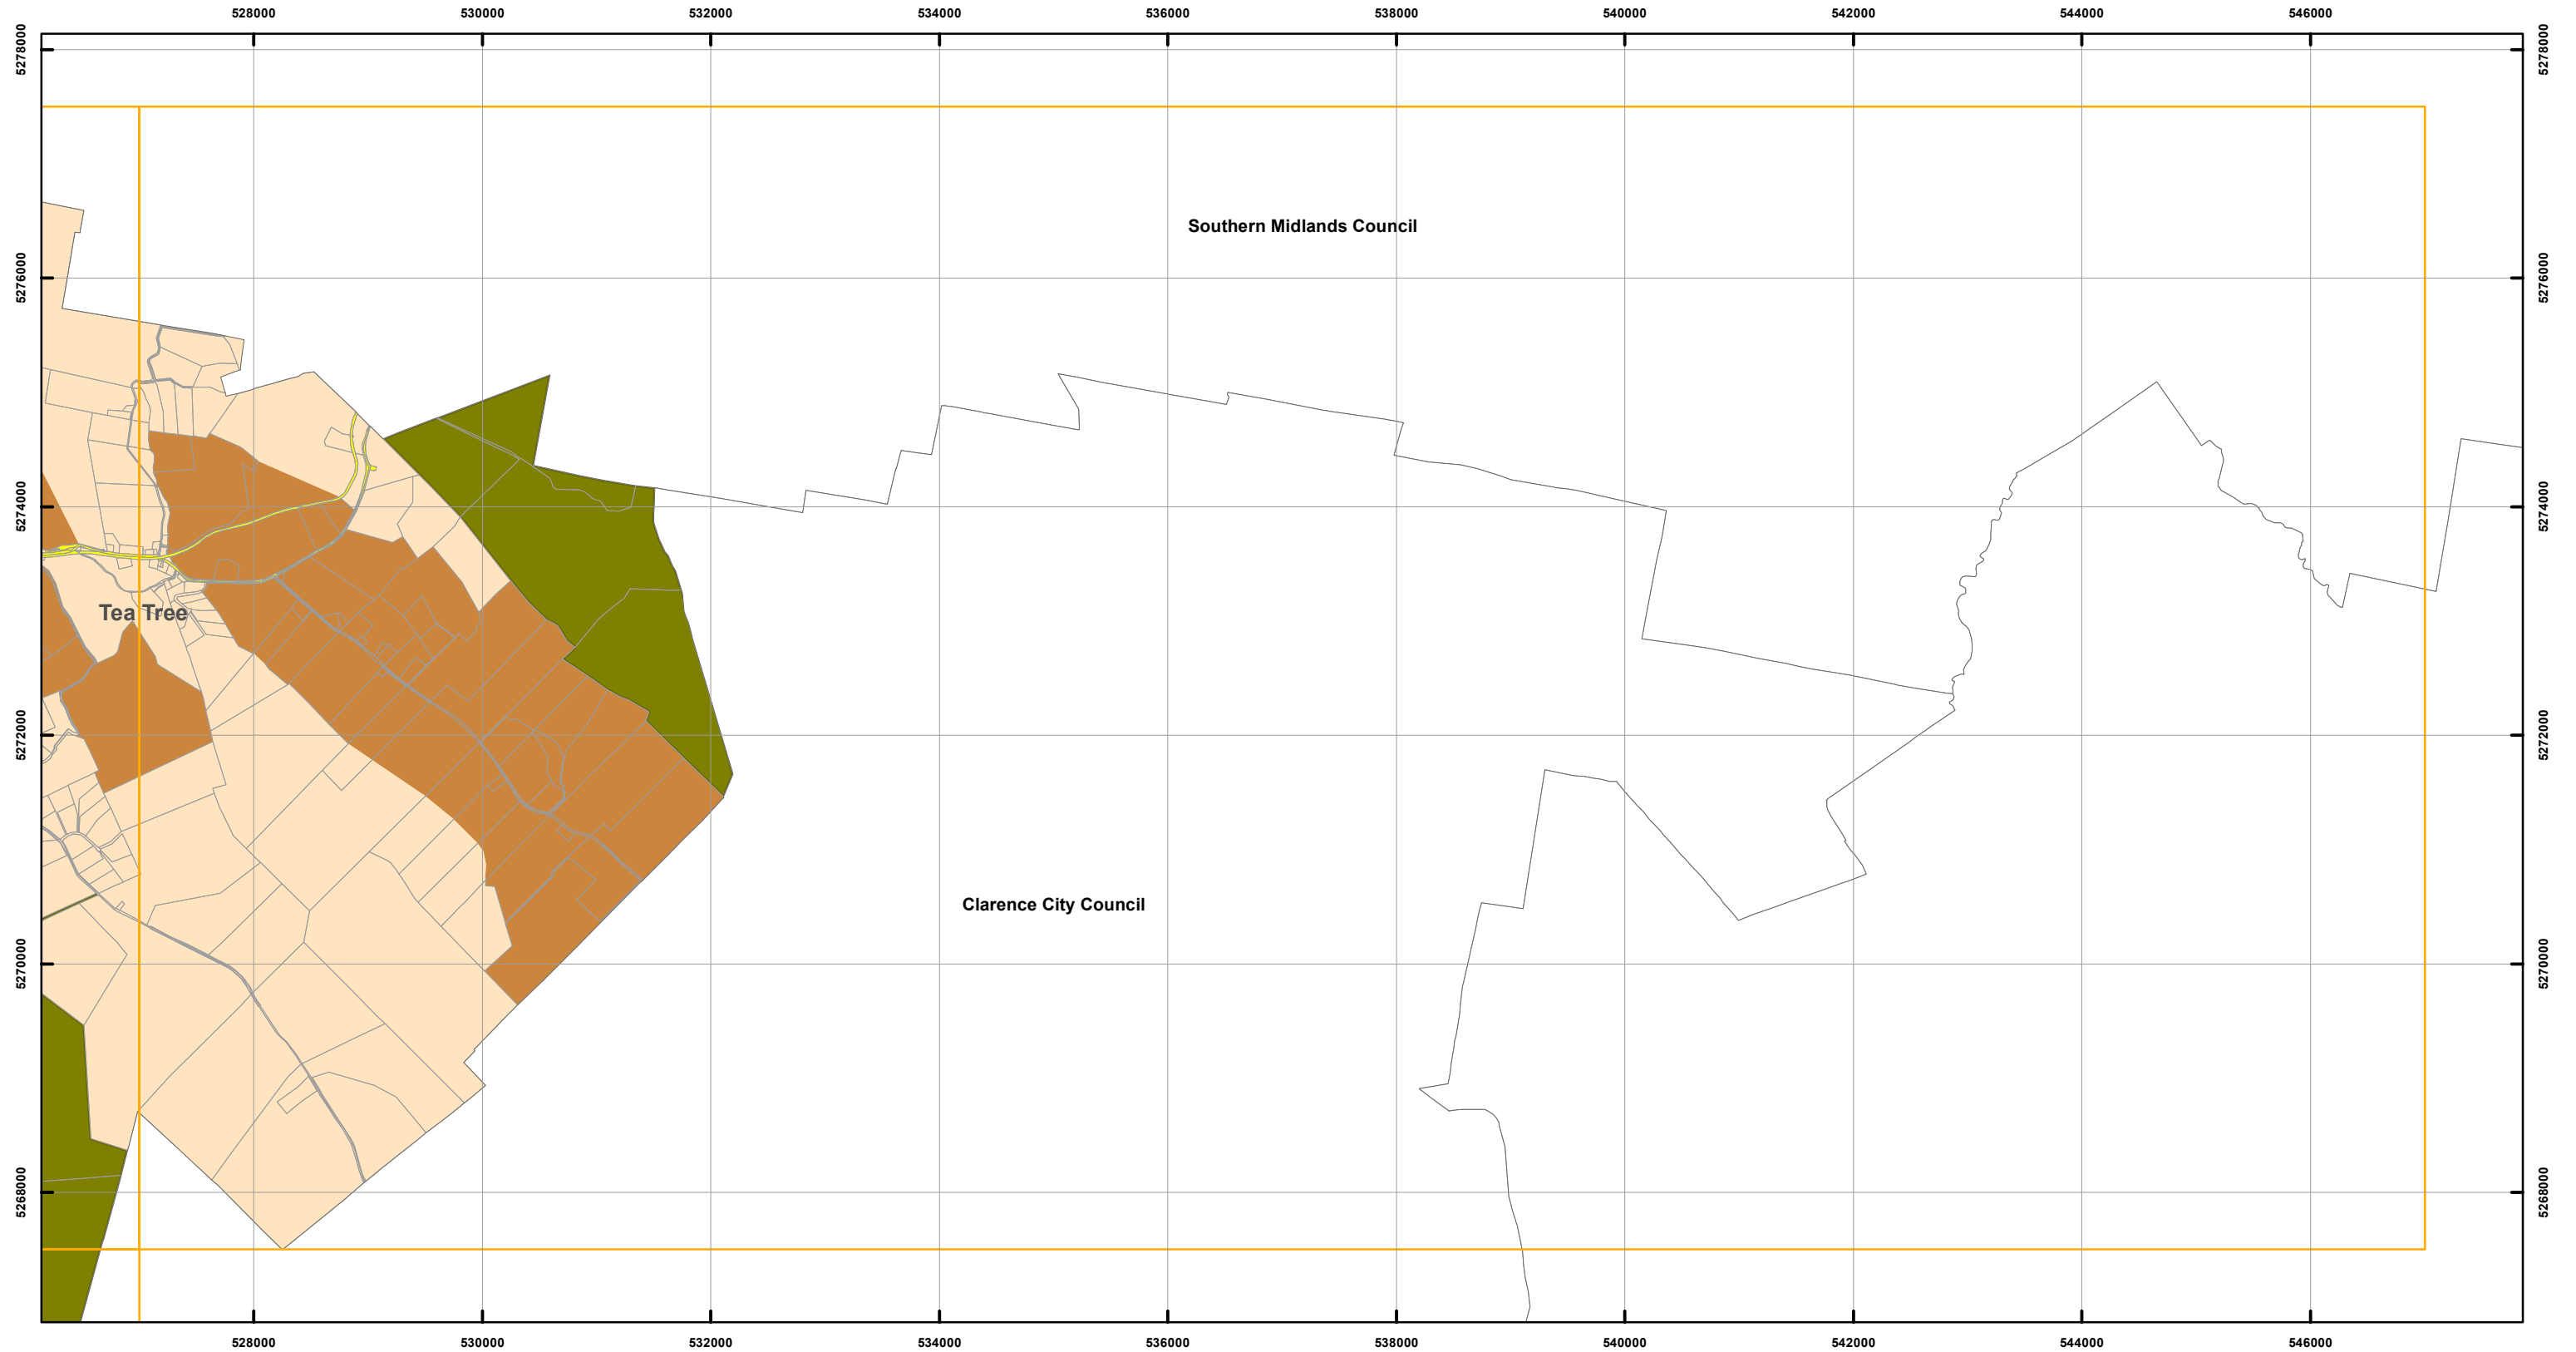 528000 530000 532000 534000 536000 538000 540000 542000 544000 546000
5278000 5278000
Southern Midlands Council
5276000 5276000
5274000 5274000
Tea Tree
5272000 5272000
Clarence City Council
5270000 5270000
5268000 5268000
528000 530000 532000 534000 536000 538000 540000 542000 544000 546000